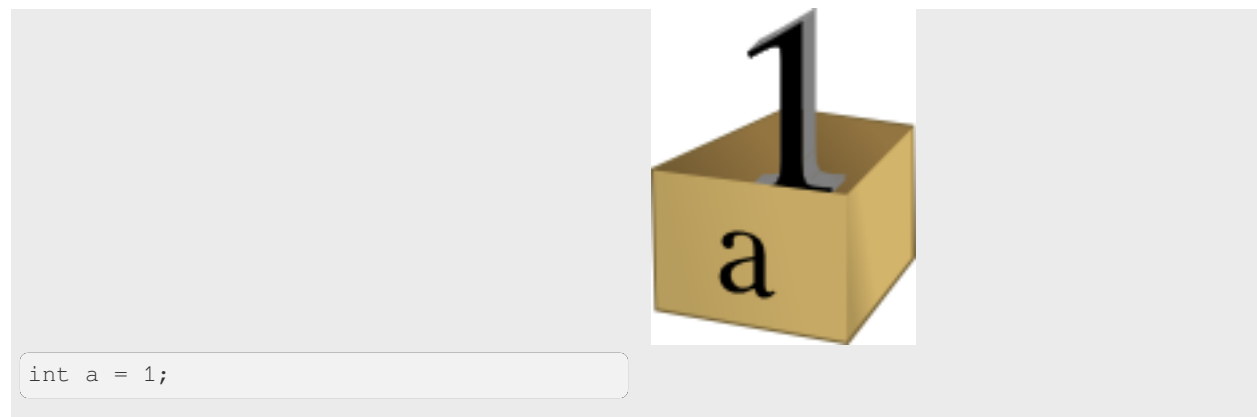 1
a
int a = 1;